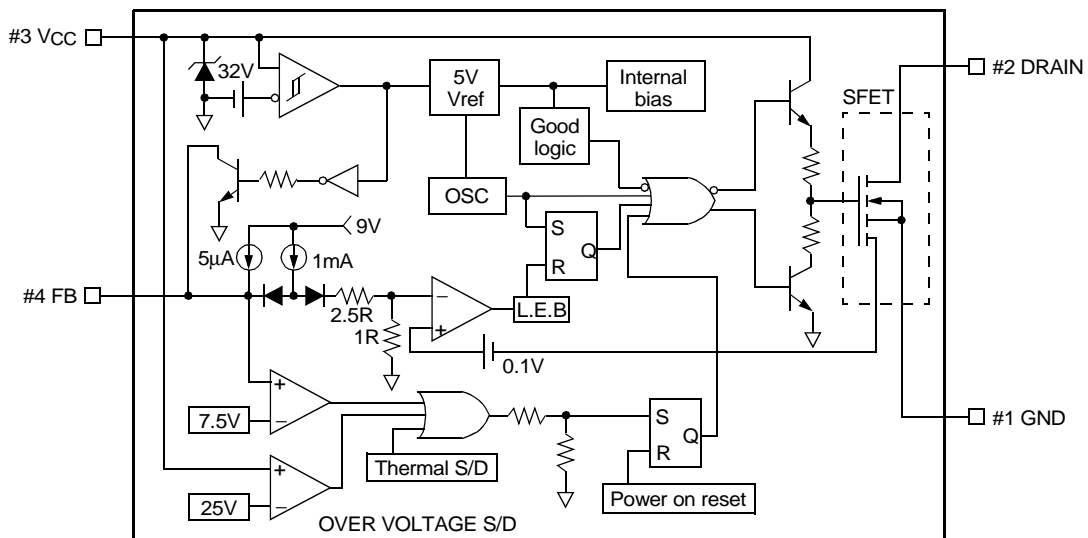 #3 VCC
32V
5V
Vref
Internal
bias
#2 DRAIN
SFET
Good
logic
OSC
S
R
Q
9V
5μA
1mA
#4 FB
2.5R
1R
−
+
L.E.B
0.1V
+
−
7.5V
Thermal S/D
S
R
Q
#1 GND
+
−
25V
Power on reset
OVER VOLTAGE S/D